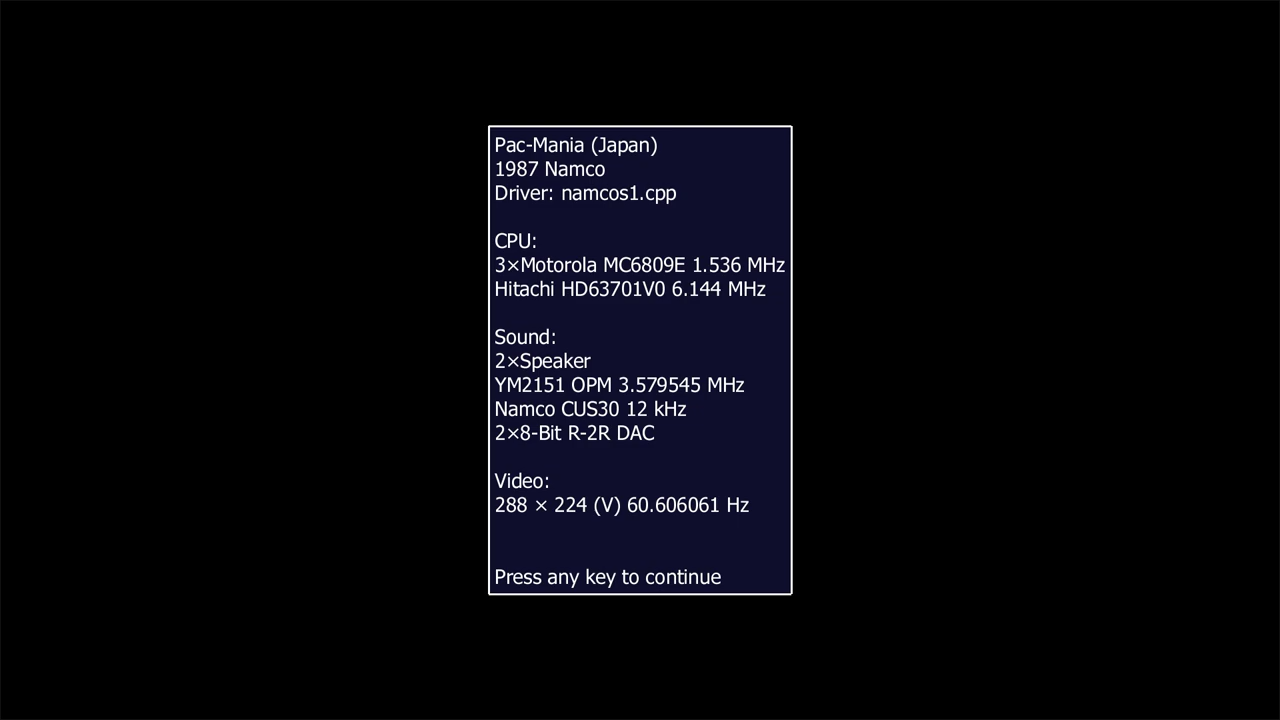 Pac-Mania (Japan)
1987 Namco
Driver: namcos1.cpp
CPU:
3×Motorola MC6809E 1.536 MHz
Hitachi HD63701V0 6.144 MHz
Sound:
2×Speaker
YM2151 OPM 3.579545 MHz
Namco CUS30 12 kHz
2×8-Bit R-2R DAC
Video:
288 × 224 (V) 60.606061 Hz
Press any key to continue